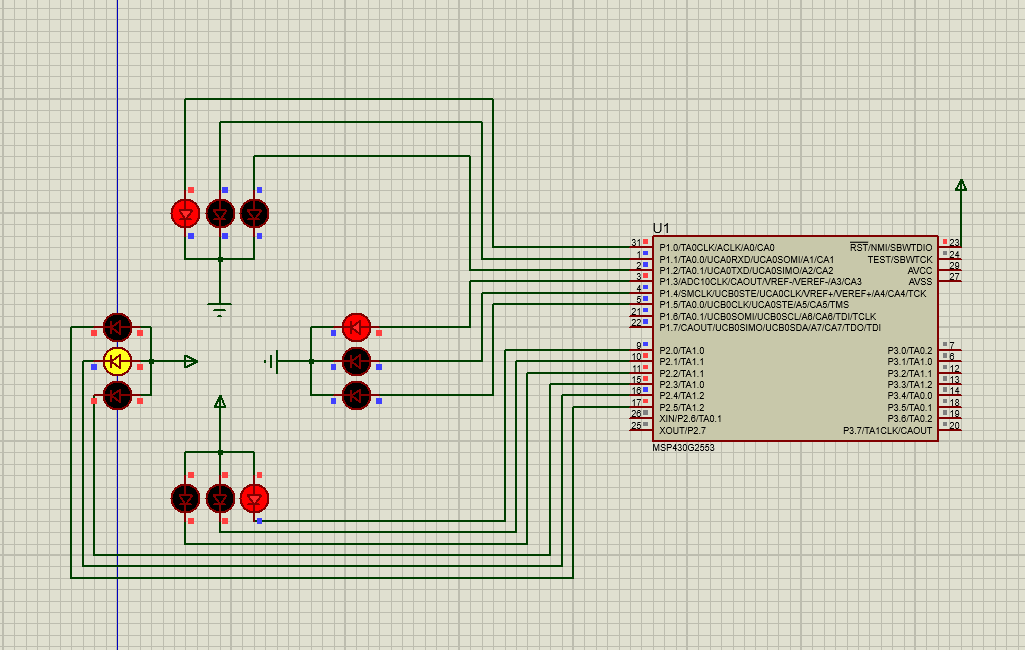 U1
31 P1.0/TA0CLK/ACLK/A0/CA0 RST/NMI/SBWTDIO 23
1 P1.1/TA0.0/UCA0RXD/UCA0SOMI/A1/CA1 TEST/SBWTCK 24
2 P1.2/TA0.1/UCA0TXD/UCA0SIMO/A2/CA2 AVCC 29
3 P1.3/ADC10CLK/CAOUT/VREF-/VEREF-/A3/CA3 AVSS 27
4 P1.4/SMCLK/UCB0STE/UCA0CLK/VREF+/VEREF+/A4/CA4/TCK
5 P1.5/TA0.0/UCB0CLK/UCA0STE/A5/CA5/TMS
21 P1.6/TA0.1/UCB0SOMI/UCB0SCL/A6/CA6/TDI/TCLK
22 P1.7/CAOUT/UCB0SIMO/UCB0SDA/A7/CA7/TDO/TDI
9 P2.0/TA1.0 P3.0/TA0.2 7
10 P2.1/TA1.1 P3.1/TA1.0 6
11 P2.2/TA1.1 P3.2/TA1.1 12
15 P2.3/TA1.0 P3.3/TA1.2 13
16 P2.4/TA1.2 P3.4/TA0.0 14
17 P2.5/TA1.2 P3.5/TA0.1 18
26 XIN/P2.6/TA0.1 P3.6/TA0.2 19
25 XOUT/P2.7 P3.7/TA1CLK/CAOUT 20
MSP430G2553